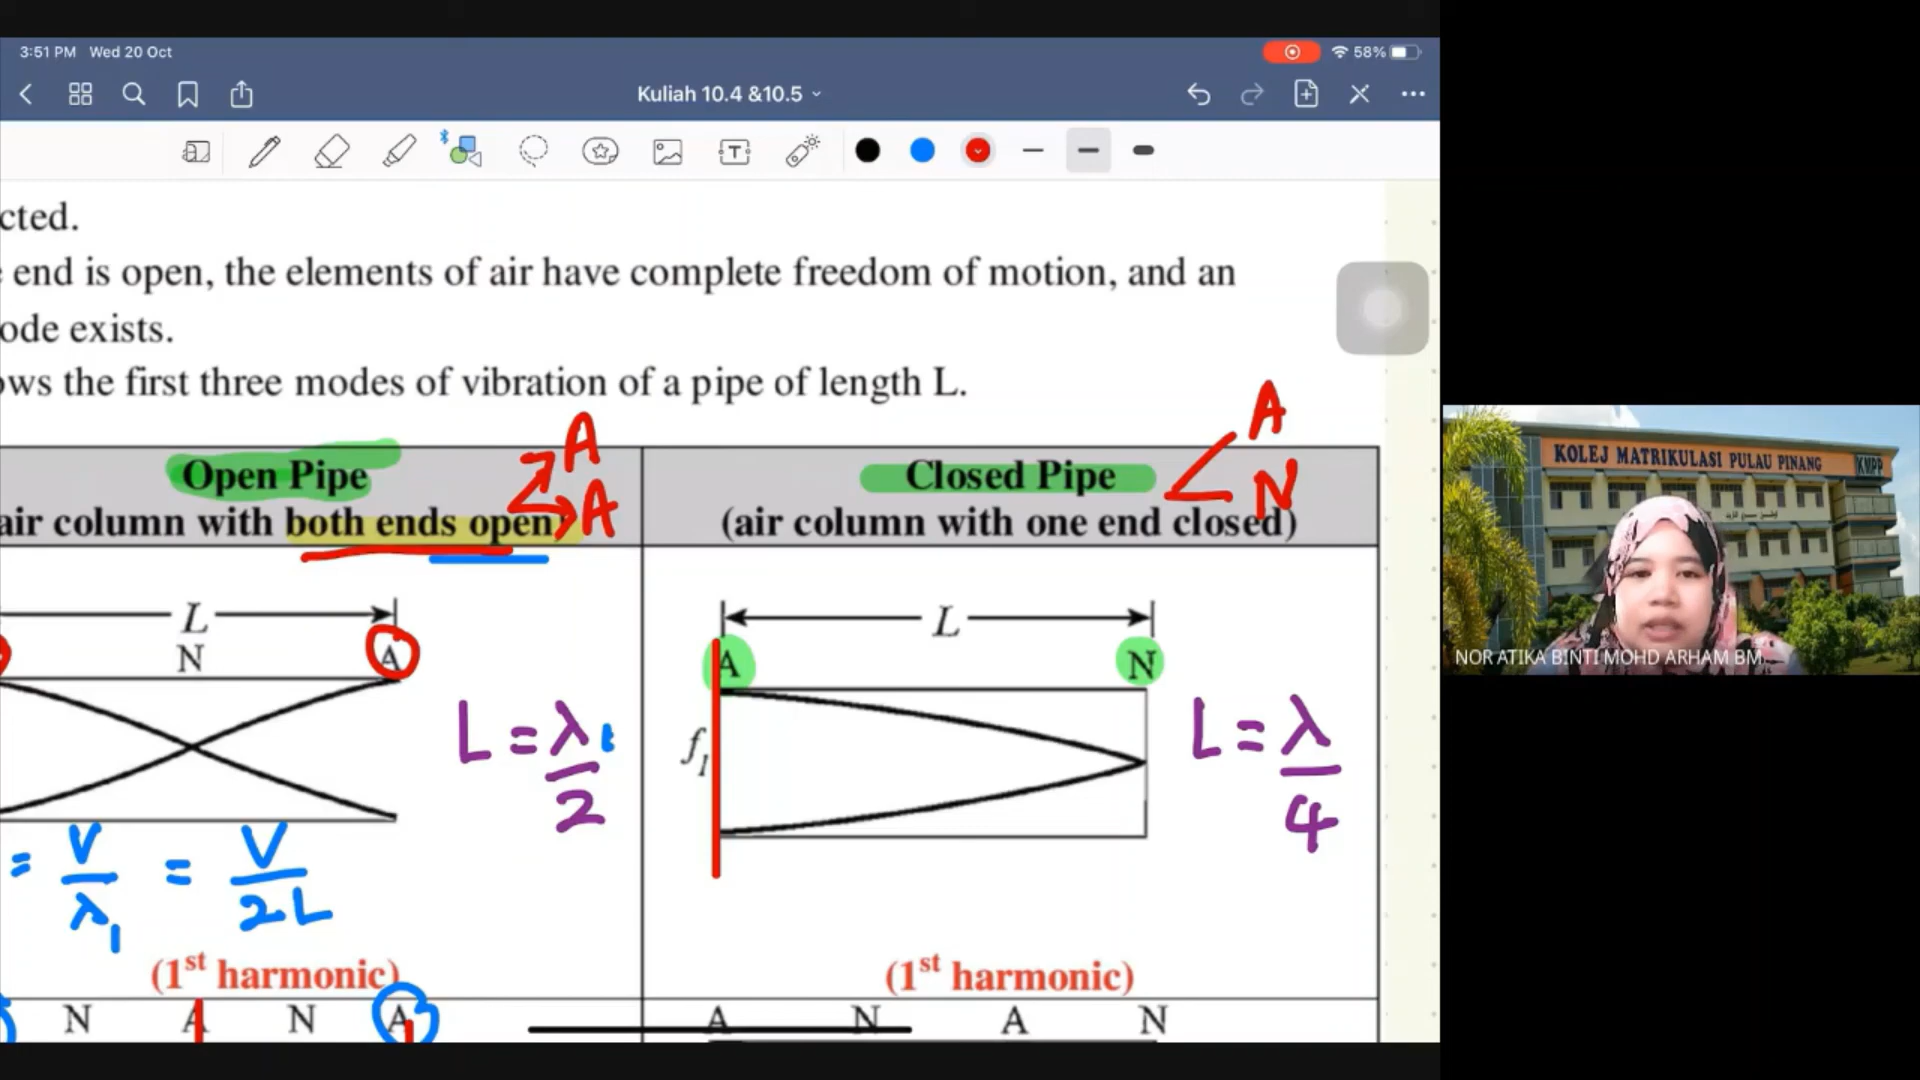 3:51 PM Wed 20 Oct
58%
Kuliah 10.4 &10.5
cted.
end is open, the elements of air have complete freedom of motion, and an
ode exists.
ows the first three modes of vibration of a pipe of length L.
Open Pipe
A
A
air column with both ends open)
Closed Pipe
A
N
(air column with one end closed)
L
N
A
L = λ1/2
= V/λ1 = V/2L
(1st harmonic)
N A N A
L
A
N
f1
L = λ/4
(1st harmonic)
A N A N
KOLEJ MATRIKULASI PULAU PINANG
KMPP
NOR ATIKA BINTI MOHD ARHAM BM